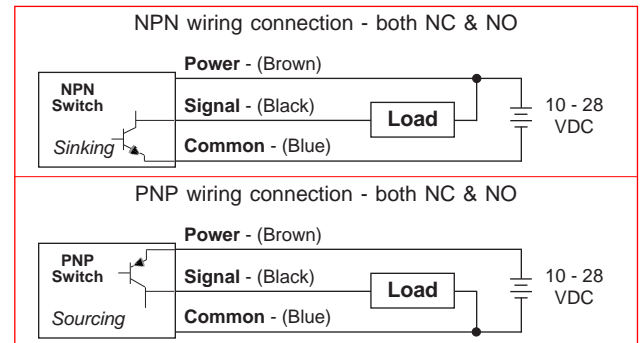 NPN wiring connection - both NC & NO
Power - (Brown)
NPN
Switch
Signal - (Black)
Load
10 - 28
VDC
Sinking
Common - (Blue)
PNP wiring connection - both NC & NO
Power - (Brown)
PNP
Switch
Signal - (Black)
Load
10 - 28
VDC
Sourcing
Common - (Blue)